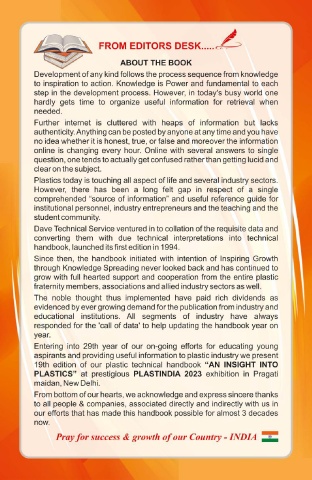 FROM EDITORS DESK.....
ABOUT THE BOOK
Development of any kind follows the process sequence from knowledge
to inspiration to action. Knowledge is Power and fundamental to each
step in the development process. However, in today's busy world one
hardly gets time to organize useful information for retrieval when
needed.
Further internet is cluttered with heaps of information but lacks
authenticity. Anything can be posted by anyone at any time and you have
no idea whether it is honest, true, or false and moreover the information
online is changing every hour. Online with several answers to single
question, one tends to actually get confused rather than getting lucid and
clear on the subject.
Plastics today is touching all aspect of life and several industry sectors.
However, there has been a long felt gap in respect of a single
comprehended “source of information” and useful reference guide for
institutional personnel, industry entrepreneurs and the teaching and the
student community.
Dave Technical Service ventured in to collation of the requisite data and
converting them with due technical interpretations into technical
handbook, launched its first edition in 1994.
Since then, the handbook initiated with intention of Inspiring Growth
through Knowledge Spreading never looked back and has continued to
grow with full hearted support and cooperation from the entire plastic
fraternity members, associations and allied industry sectors as well.
The noble thought thus implemented have paid rich dividends as
evidenced by ever growing demand for the publication from industry and
educational institutions. All segments of industry have always
responded for the 'call of data' to help updating the handbook year on
year.
Entering into 29th year of our on-going efforts for educating young
aspirants and providing useful information to plastic industry we present
19th edition of our plastic technical handbook “AN INSIGHT INTO
PLASTICS” at prestigious PLASTINDIA 2023 exhibition in Pragati
maidan, New Delhi.
From bottom of our hearts, we acknowledge and express sincere thanks
to all people & companies, associated directly and indirectly with us in
our efforts that has made this handbook possible for almost 3 decades
now.
Pray for success & growth of our Country - INDIA